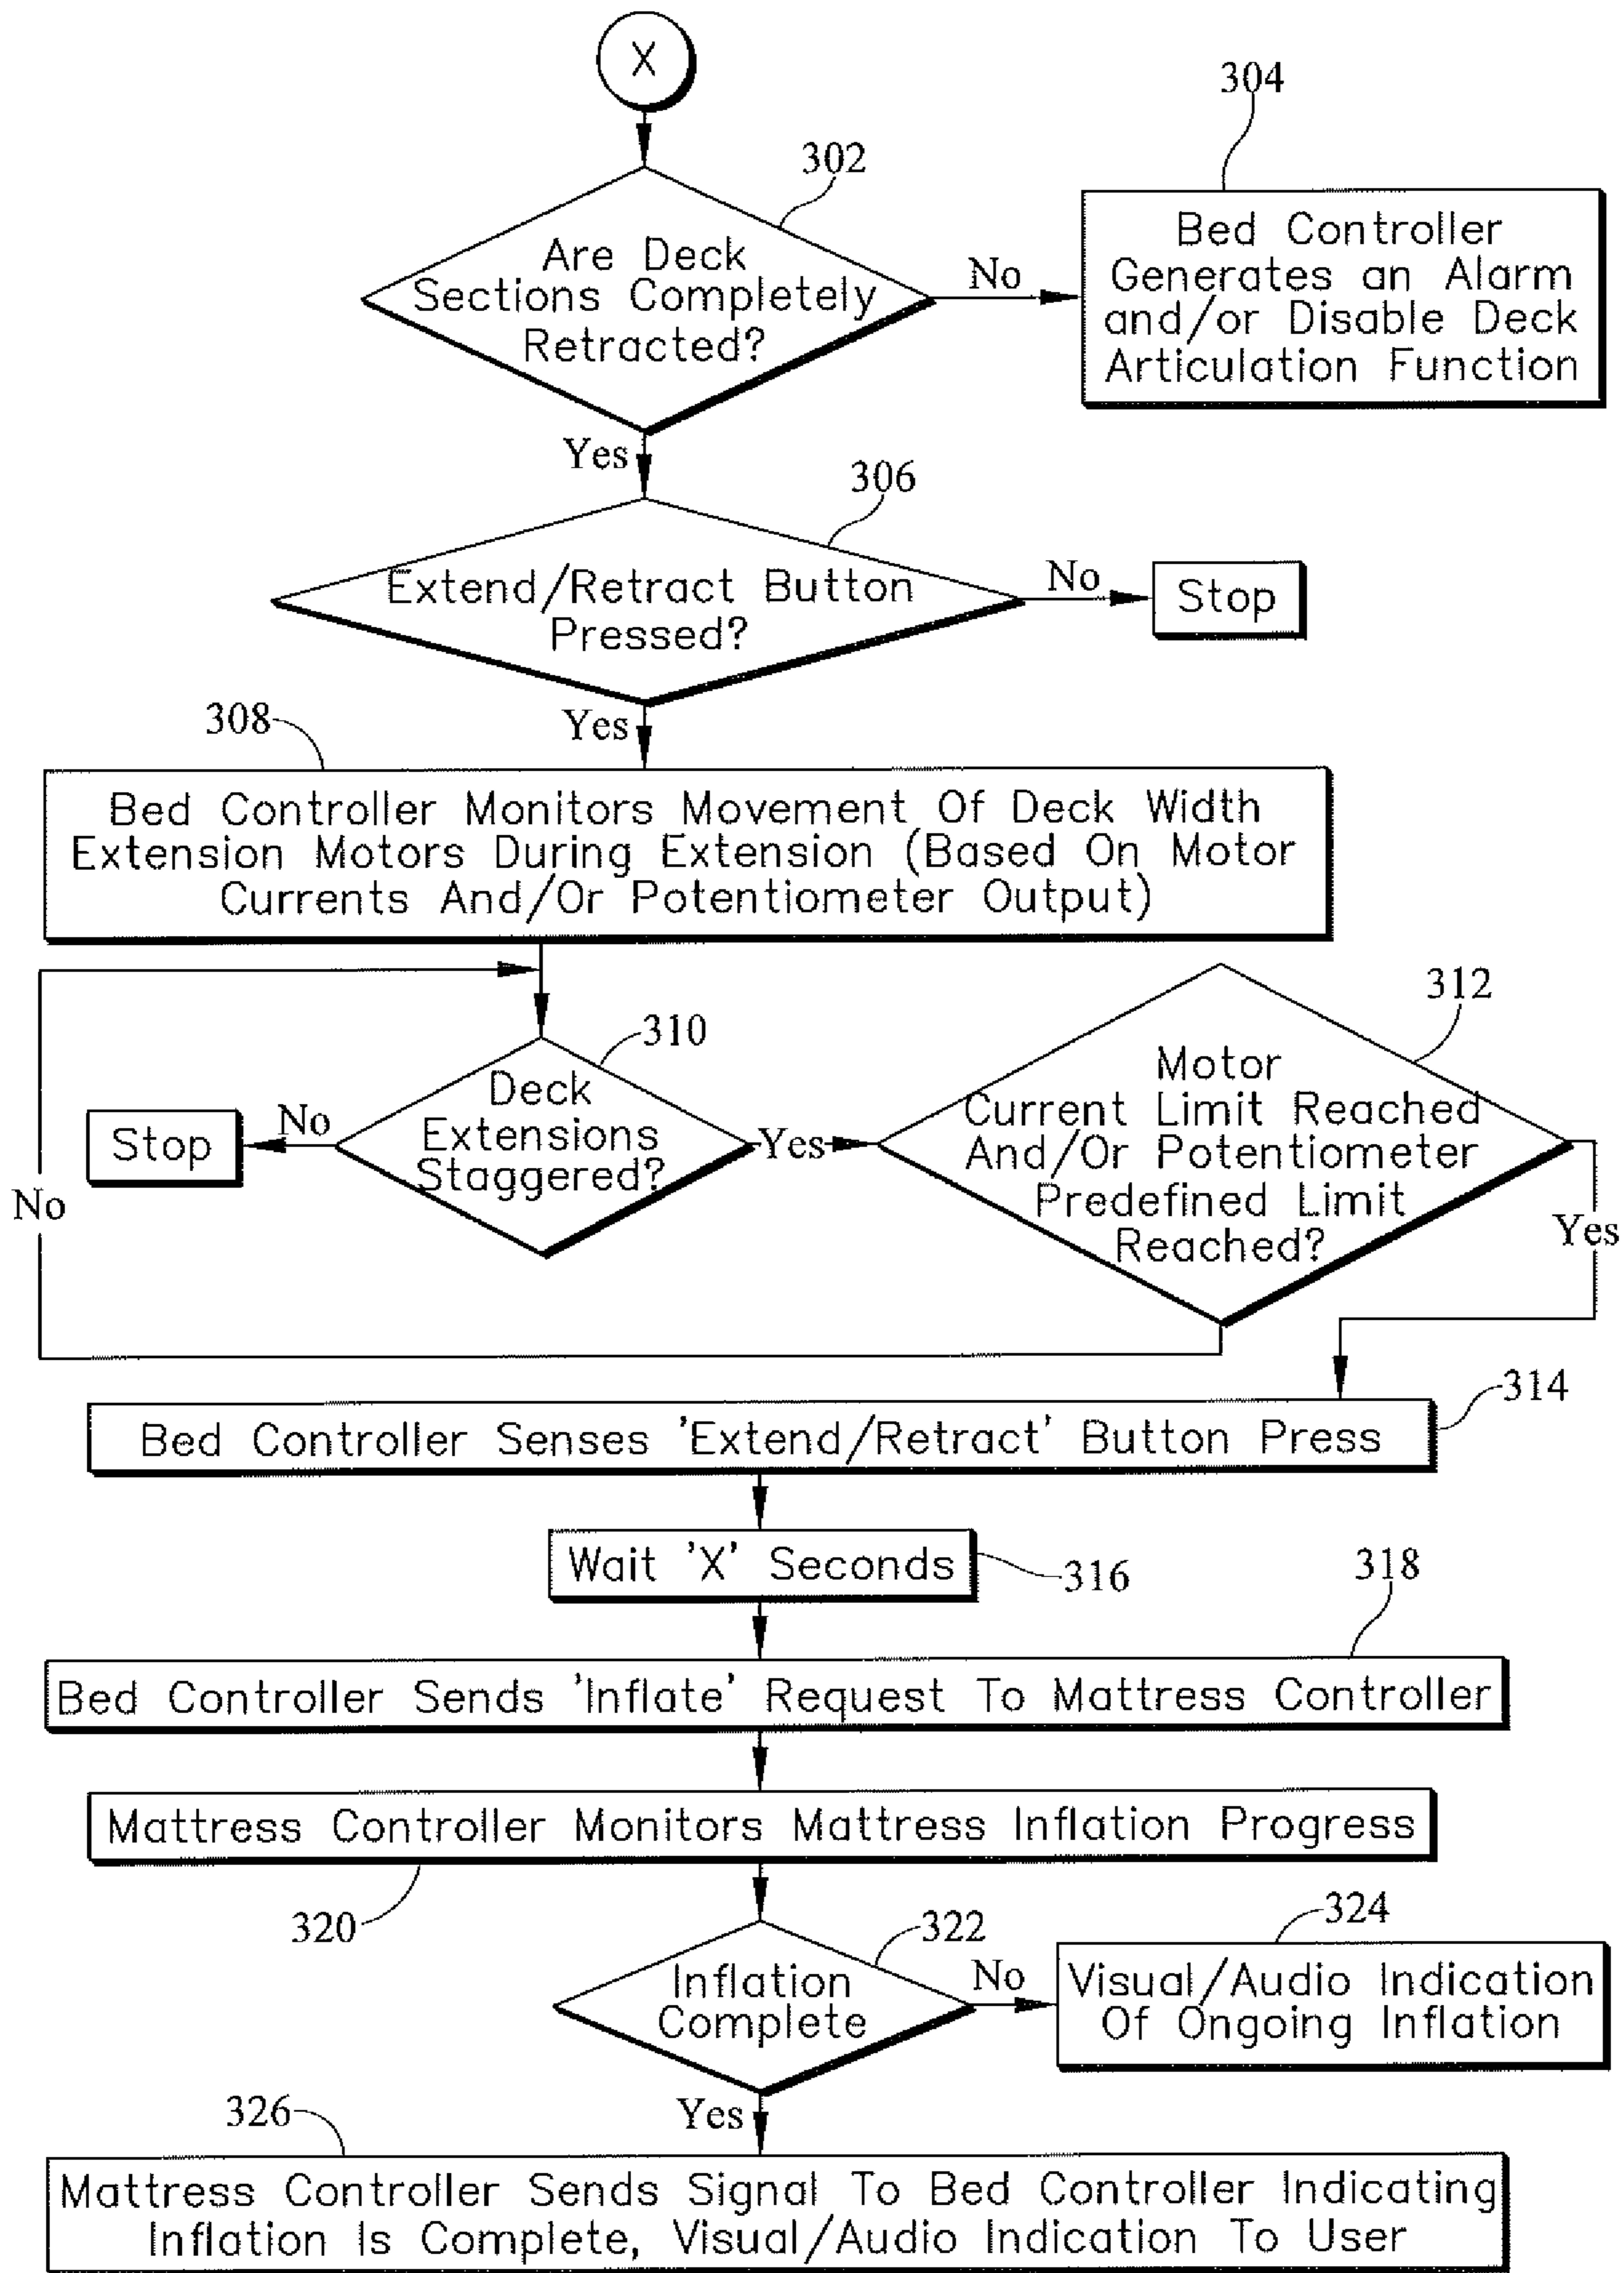 X
302
304
Are Deck
Sections Completely
Retracted?
No
Bed Controller
Generates an Alarm
and/or Disable Deck
Articulation Function
Yes
306
Extend/Retract Button
Pressed?
No
Stop
Yes
308
Bed Controller Monitors Movement Of Deck Width
Extension Motors During Extension (Based On Motor
Currents And/Or Potentiometer Output)
310
312
Stop
No
Deck
Extensions
Staggered?
Yes
Motor
Current Limit Reached
And/Or Potentiometer
Predefined Limit
Reached?
No
Yes
314
Bed Controller Senses 'Extend/Retract' Button Press
Wait 'X' Seconds
316
318
Bed Controller Sends 'Inflate' Request To Mattress Controller
Mattress Controller Monitors Mattress Inflation Progress
320
322
324
Inflation
Complete
No
Visual/Audio Indication
Of Ongoing Inflation
Yes
326
Mattress Controller Sends Signal To Bed Controller Indicating
Inflation Is Complete, Visual/Audio Indication To User